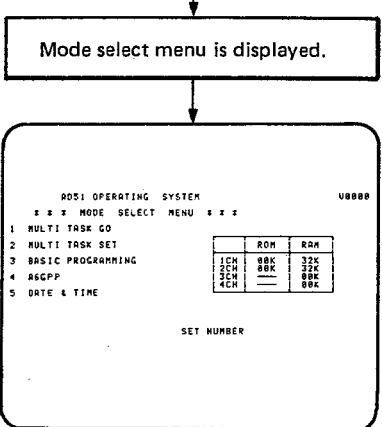 Mode select menu is displayed.
AD51 OPERATING SYSTEM V0000
* * * MODE SELECT MENU * * *
1 MULTI TASK GO
2 MULTI TASK SET
3 BASIC PROGRAMMING
4 A6GPP
5 DATE & TIME
ROM RAM
1CH 00K 32K
2CH 00K 32K
3CH —— 00K
4CH —— 00K
SET NUMBER